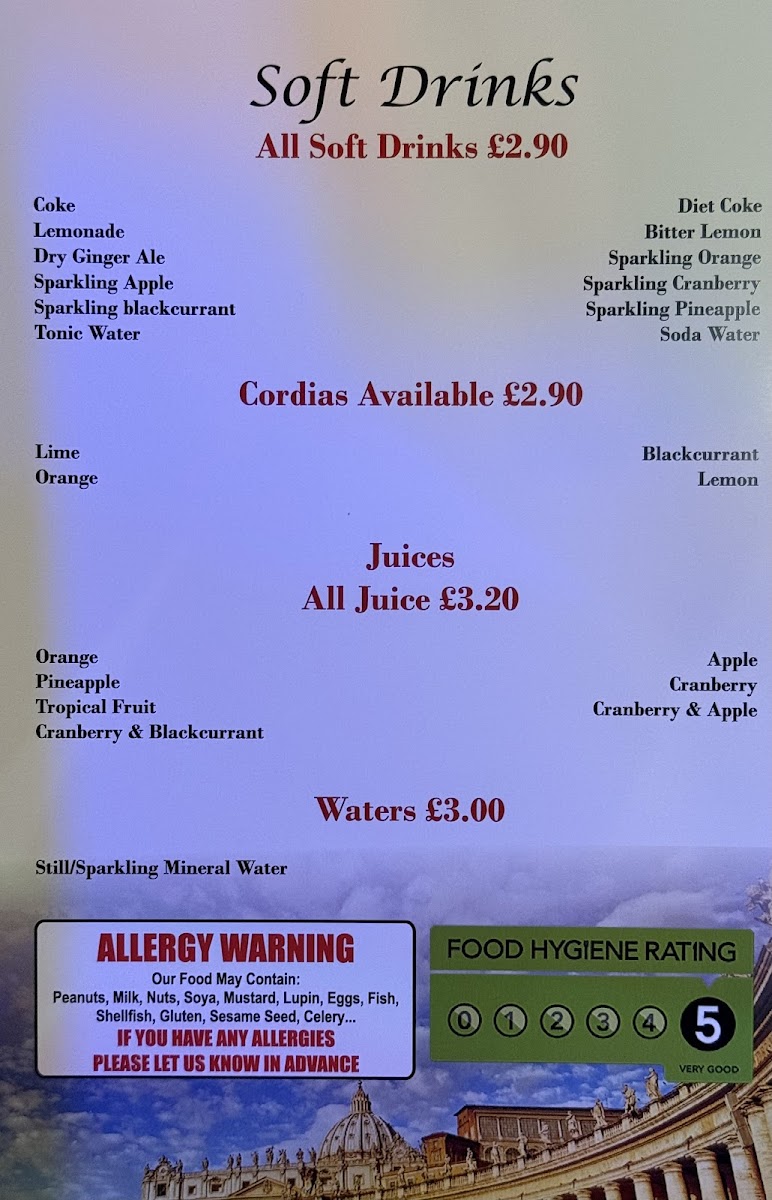 Soft Drinks
All Soft Drinks £2.90
Coke
Diet Coke
Lemonade
Bitter Lemon
Dry Ginger Ale
Sparkling Orange
Sparkling Apple
Sparkling Cranberry
Sparkling blackcurrant
Sparkling Pineapple
Tonic Water
Soda Water
Cordias Available £2.90
Lime
Blackcurrant
Orange
Lemon
Juices
All Juice £3.20
Orange
Apple
Pineapple
Cranberry
Tropical Fruit
Cranberry & Apple
Cranberry & Blackcurrant
Waters £3.00
Still/Sparkling Mineral Water
ALLERGY WARNING
Our Food May Contain:
Peanuts, Milk, Nuts, Soya, Mustard, Lupin, Eggs, Fish,
Shellfish, Gluten, Sesame Seed, Celery...
IF YOU HAVE ANY ALLERGIES
PLEASE LET US KNOW IN ADVANCE
FOOD HYGIENE RATING
0 1 2 3 4 5
VERY GOOD